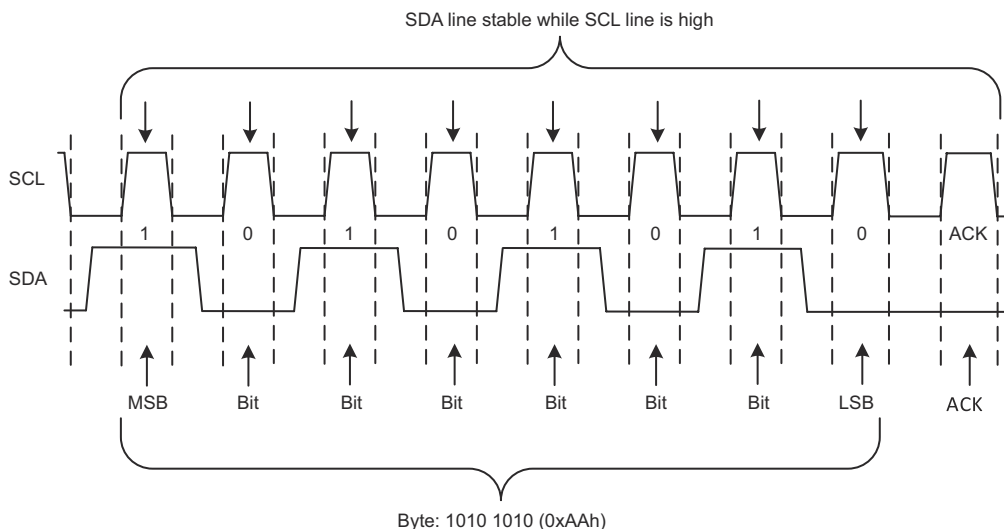 SDA line stable while SCL line is high
SCL
1 0 1 0 1 0 1 0 ACK
SDA
MSB Bit Bit Bit Bit Bit Bit LSB ACK
Byte: 1010 1010 (0xAAh)